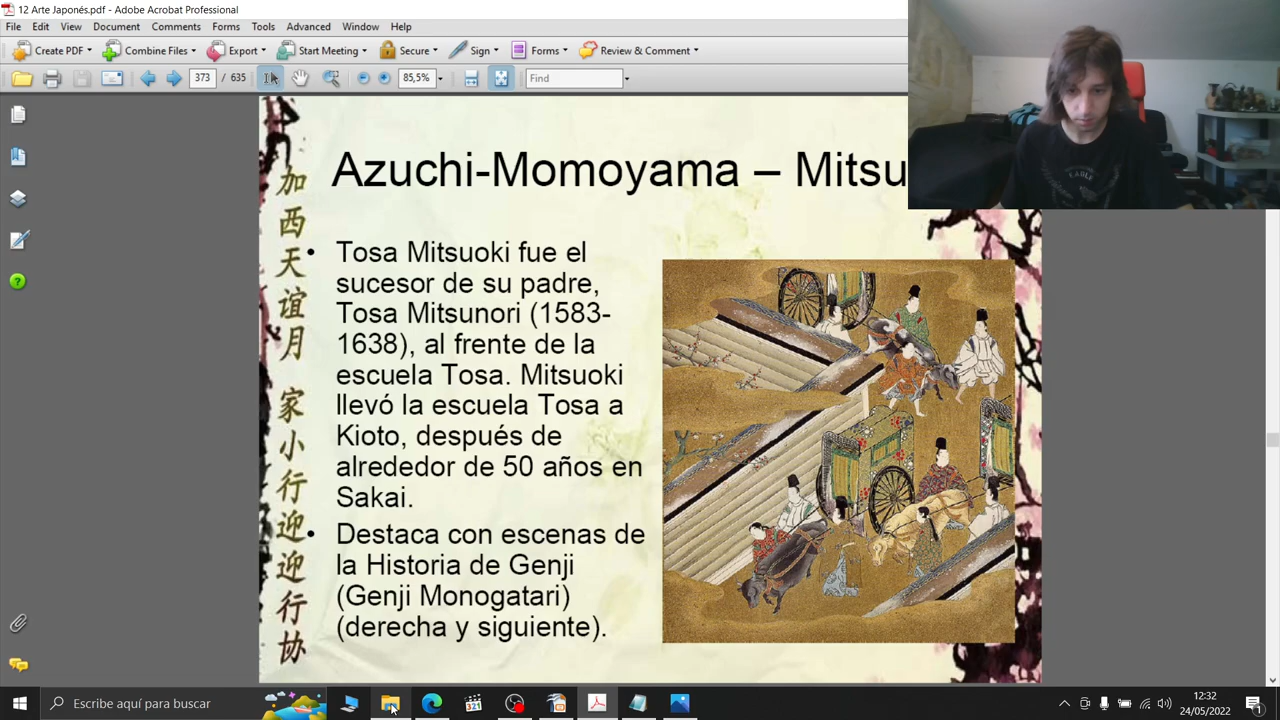 12 Arte Japonés.pdf - Adobe Acrobat Professional
File Edit View Document Comments Forms Tools Advanced Window Help
Create PDF Combine Files Export Start Meeting Secure Sign Forms Review & Comment
373 / 635 85,5% Find
Azuchi-Momoyama – Mitsu
加
西
天
谊
月
家
小
行
迎
迎
行
协
• Tosa Mitsuoki fue el
sucesor de su padre,
Tosa Mitsunori (1583-
1638), al frente de la
escuela Tosa. Mitsuoki
llevó la escuela Tosa a
Kioto, después de
alrededor de 50 años en
Sakai.
• Destaca con escenas de
la Historia de Genji
(Genji Monogatari)
(derecha y siguiente).
Escribe aquí para buscar
321
12:32
24/05/2022
1